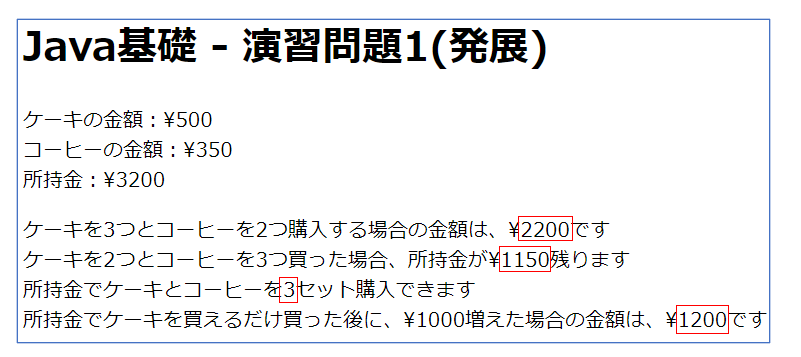 Java基礎 - 演習問題1(発展)
ケーキの金額：¥500
コーヒーの金額：¥350
所持金：¥3200
ケーキを3つとコーヒーを2つ購入する場合の金額は、¥2200です
ケーキを2つとコーヒーを3つ買った場合、所持金が¥1150残ります
所持金でケーキとコーヒーを3セット購入できます
所持金でケーキを買えるだけ買った後に、¥1000増えた場合の金額は、¥1200です